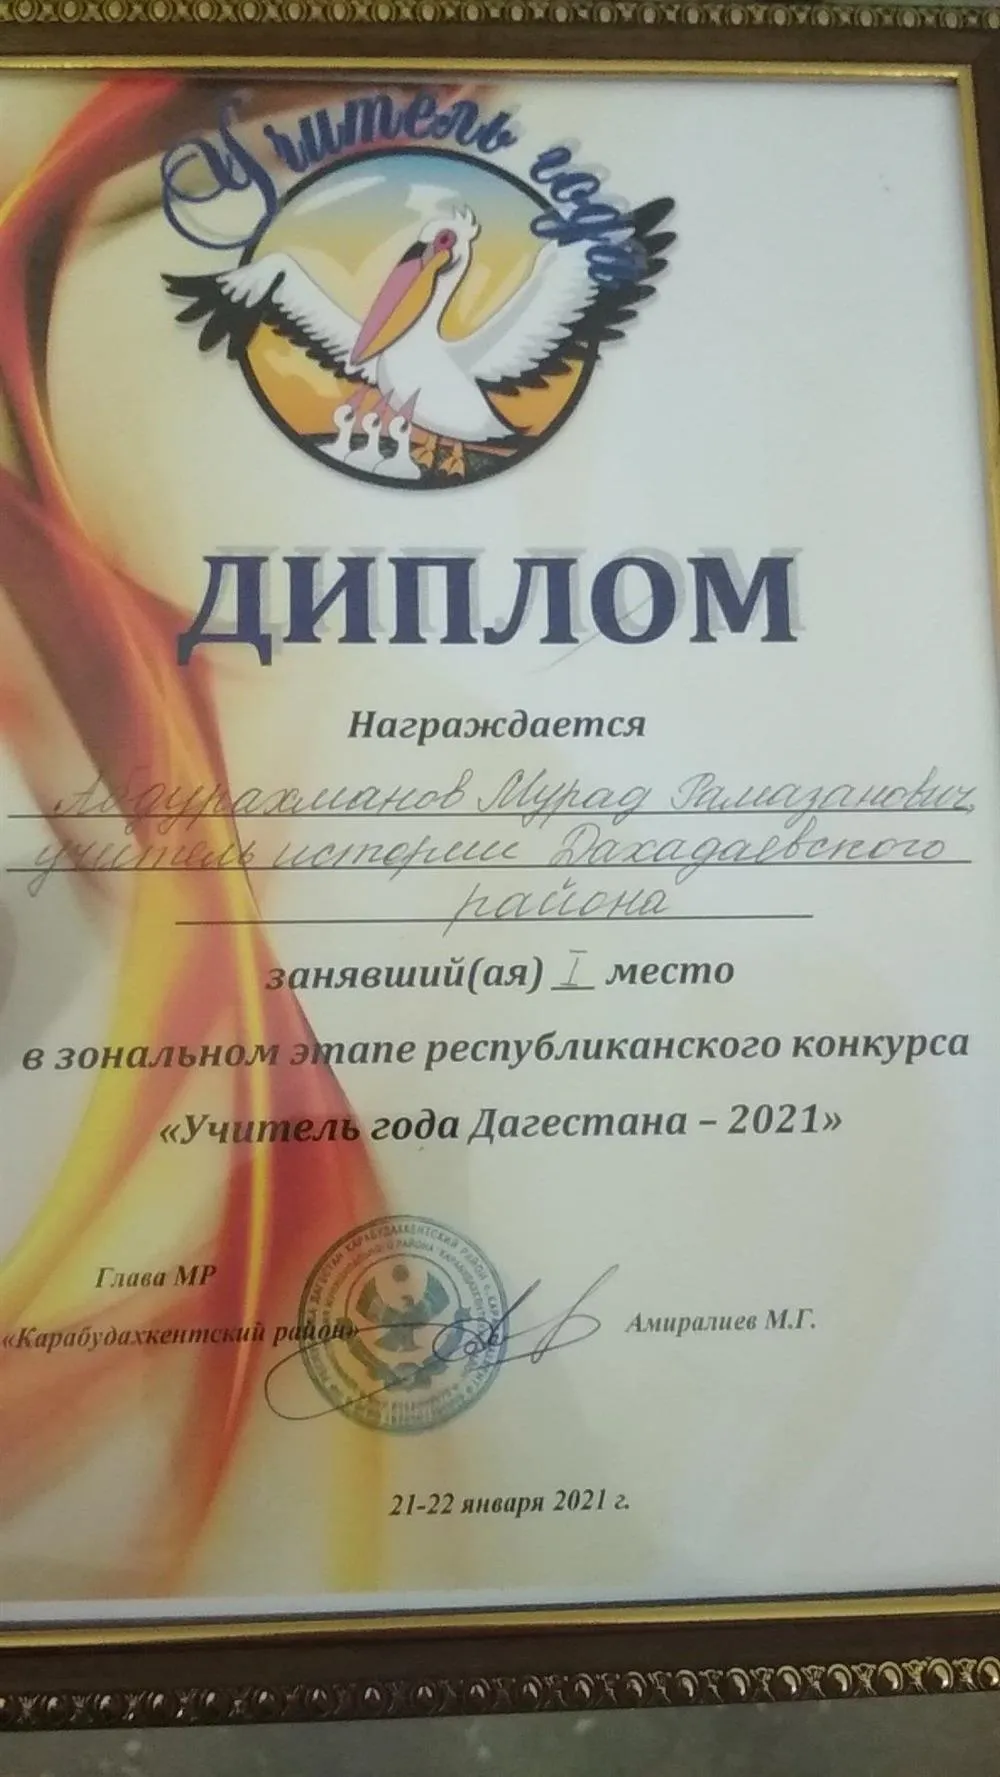 Учитель года
ДИПЛОМ
Награждается
Абдурахманов Мурад Рамазанович,
учитель истории Дахадаевского
района
занявший(ая) I место
в зональном этапе республиканского конкурса
«Учитель года Дагестана – 2021»
Глава МР
«Карабудахкентский район»
Амиралиев М.Г.
21-22 января 2021 г.